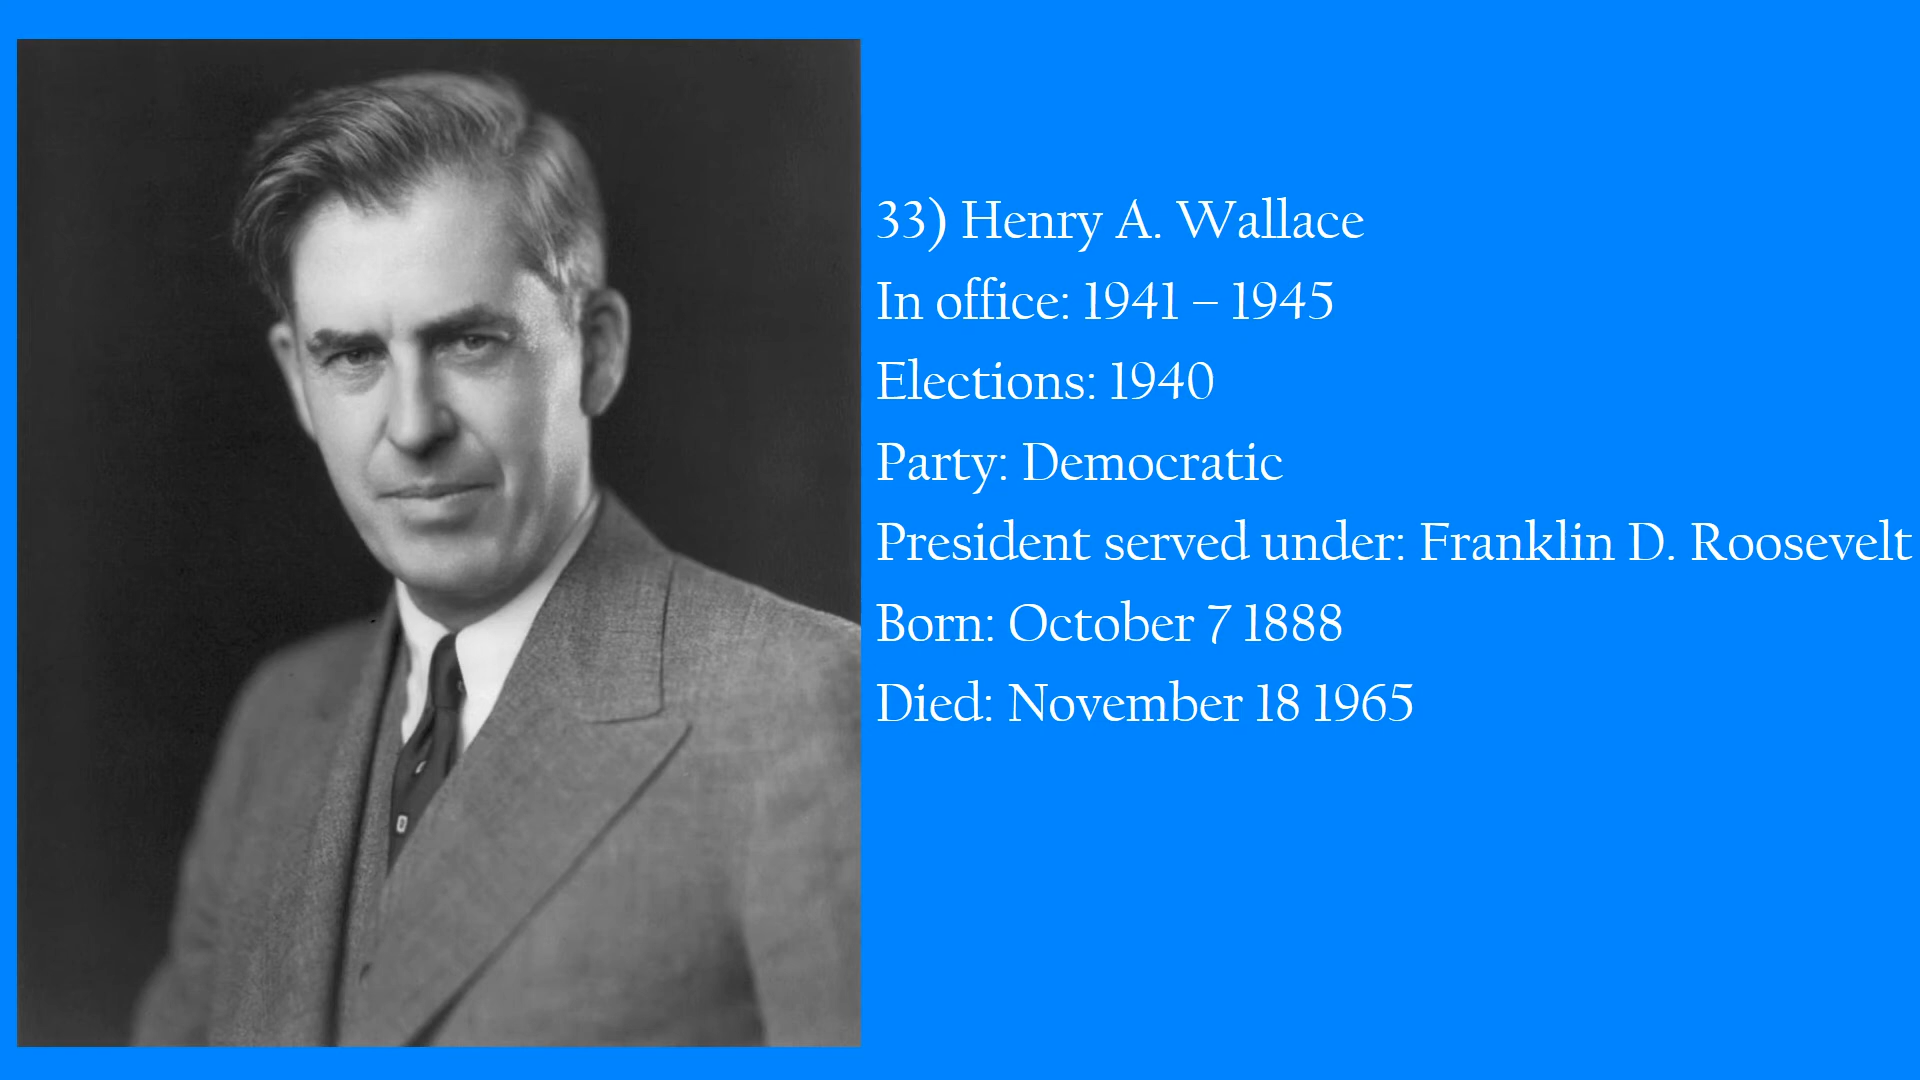 33) Henry A. Wallace
In office: 1941 – 1945
Elections: 1940
Party: Democratic
President served under: Franklin D. Roosevelt
Born: October 7 1888
Died: November 18 1965